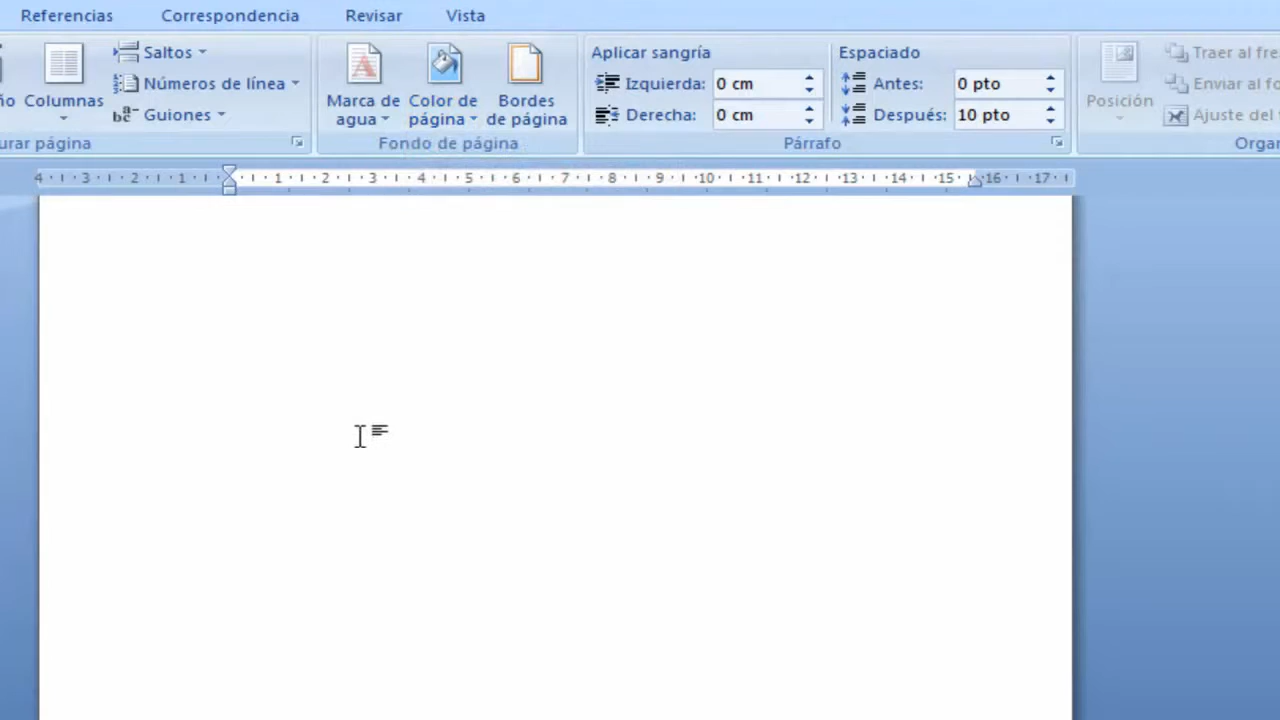 Referencias Correspondencia Revisar Vista
Saltos
Números de línea
Guiones
Columnas
Marca de agua
Color de página
Bordes de página
Fondo de página
Aplicar sangría
Izquierda: 0 cm
Derecha: 0 cm
Espaciado
Antes: 0 pto
Después: 10 pto
Párrafo
Posición
Traer al fre
Enviar al fo
Ajuste del
Organ
urar página
4 3 2 1 1 2 3 4 5 6 7 8 9 10 11 12 13 14 15 16 17